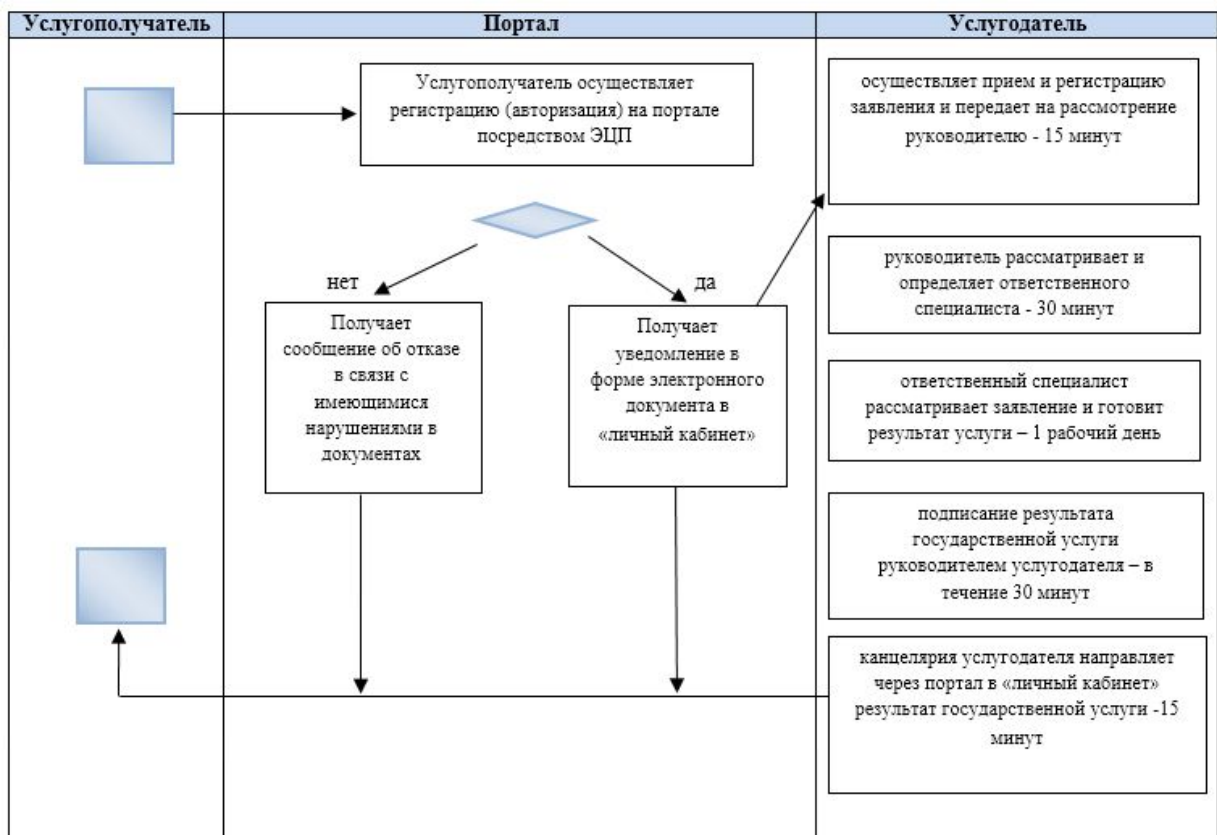 Услугополучатель
Портал
Услугодатель
Услугополучатель осуществляет
регистрацию (авторизация) на портале
посредством ЭЦП
нет
да
Получает
сообщение об отказе
в связи с
имеющимися
нарушениями в
документах
Получает
уведомление в
форме электронного
документа в
«личный кабинет»
осуществляет прием и регистрацию
заявления и передает на рассмотрение
руководителю - 15 минут
руководитель рассматривает и
определяет ответственного
специалиста - 30 минут
ответственный специалист
рассматривает заявление и готовит
результат услуги – 1 рабочий день
подписание результата
государственной услуги
руководителем услугодателя – в
течение 30 минут
канцелярия услугодателя направляет
через портал в «личный кабинет»
результат государственной услуги -15
минут